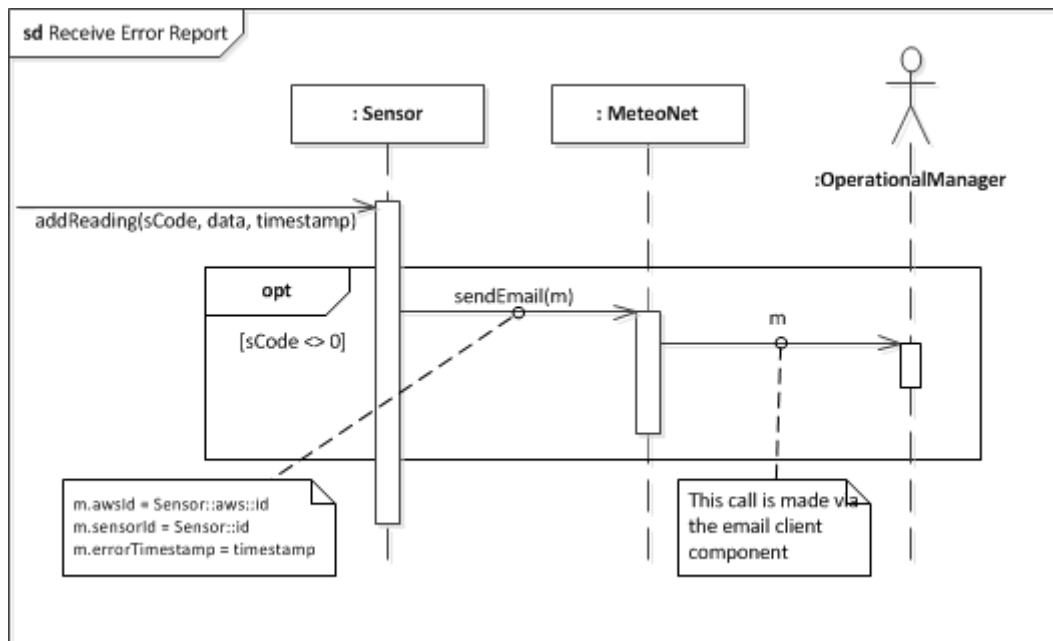 sd Receive Error Report
: Sensor
: MeteoNet
:OperationalManager
addReading(sCode, data, timestamp)
opt
sendEmail(m)
m
[sCode <> 0]
m.awsId = Sensor::aws::id
m.sensorId = Sensor::id
m.errorTimestamp = timestamp
This call is made via
the email client
component